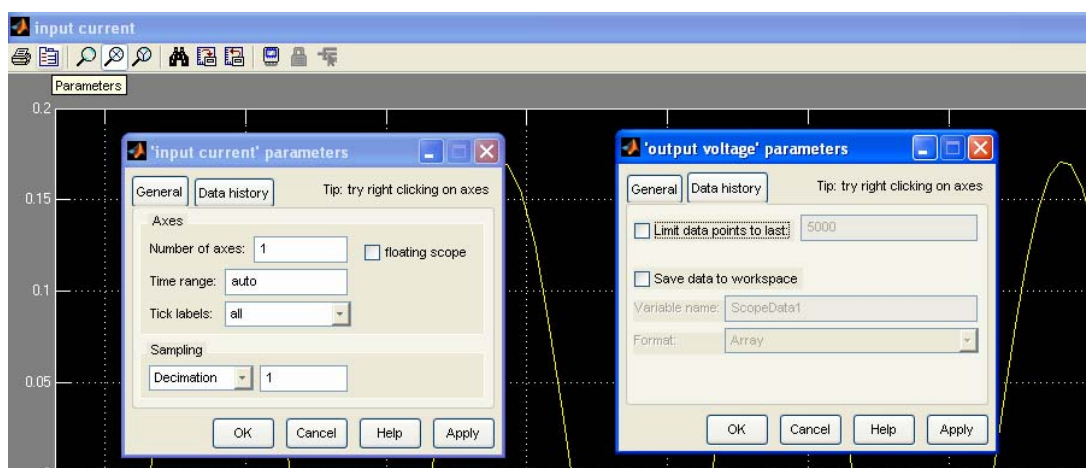 input current
Parameters
0.2
0.15
0.1
0.05
'input current' parameters
General Data history Tip: try right clicking on axes
Axes
Number of axes: 1 floating scope
Time range: auto
Tick labels: all
Sampling
Decimation 1
OK Cancel Help Apply
'output voltage' parameters
General Data history Tip: try right clicking on axes
Limit data points to last: 5000
Save data to workspace
Variable name: ScopeData1
Format: Array
OK Cancel Help Apply